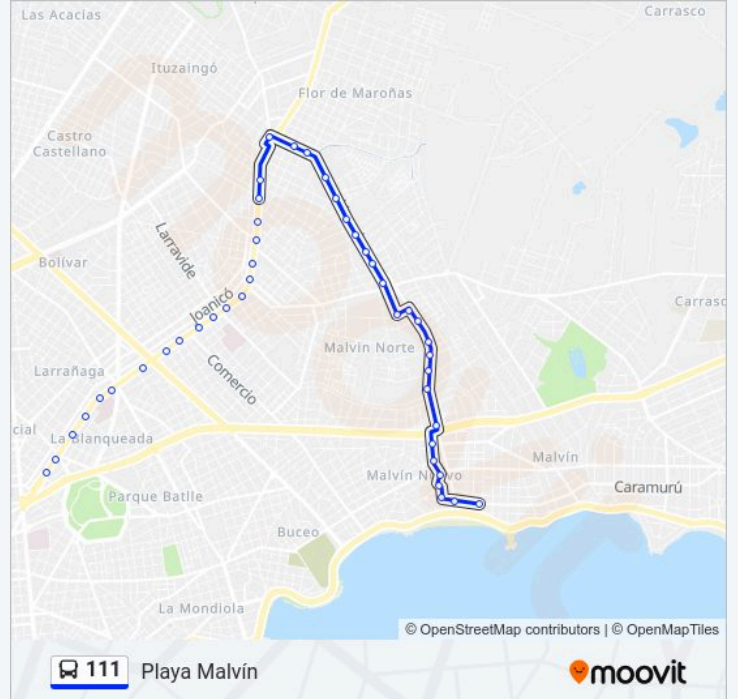 Las Acacias
Carrasco
Ituzaingó
Flor de Maroñas
Castro
Castellano
Larravide
Bolívar
Joanicó
Carrasc
Malvín Norte
Comercio
Larrañaga
cial
La Blanqueada
Malvín
Malvín Nuevo
Caramurú
Parque Batlle
Buceo
La Mondiola
© OpenStreetMap contributors | © OpenMapTiles
111 Playa Malvín
moovit